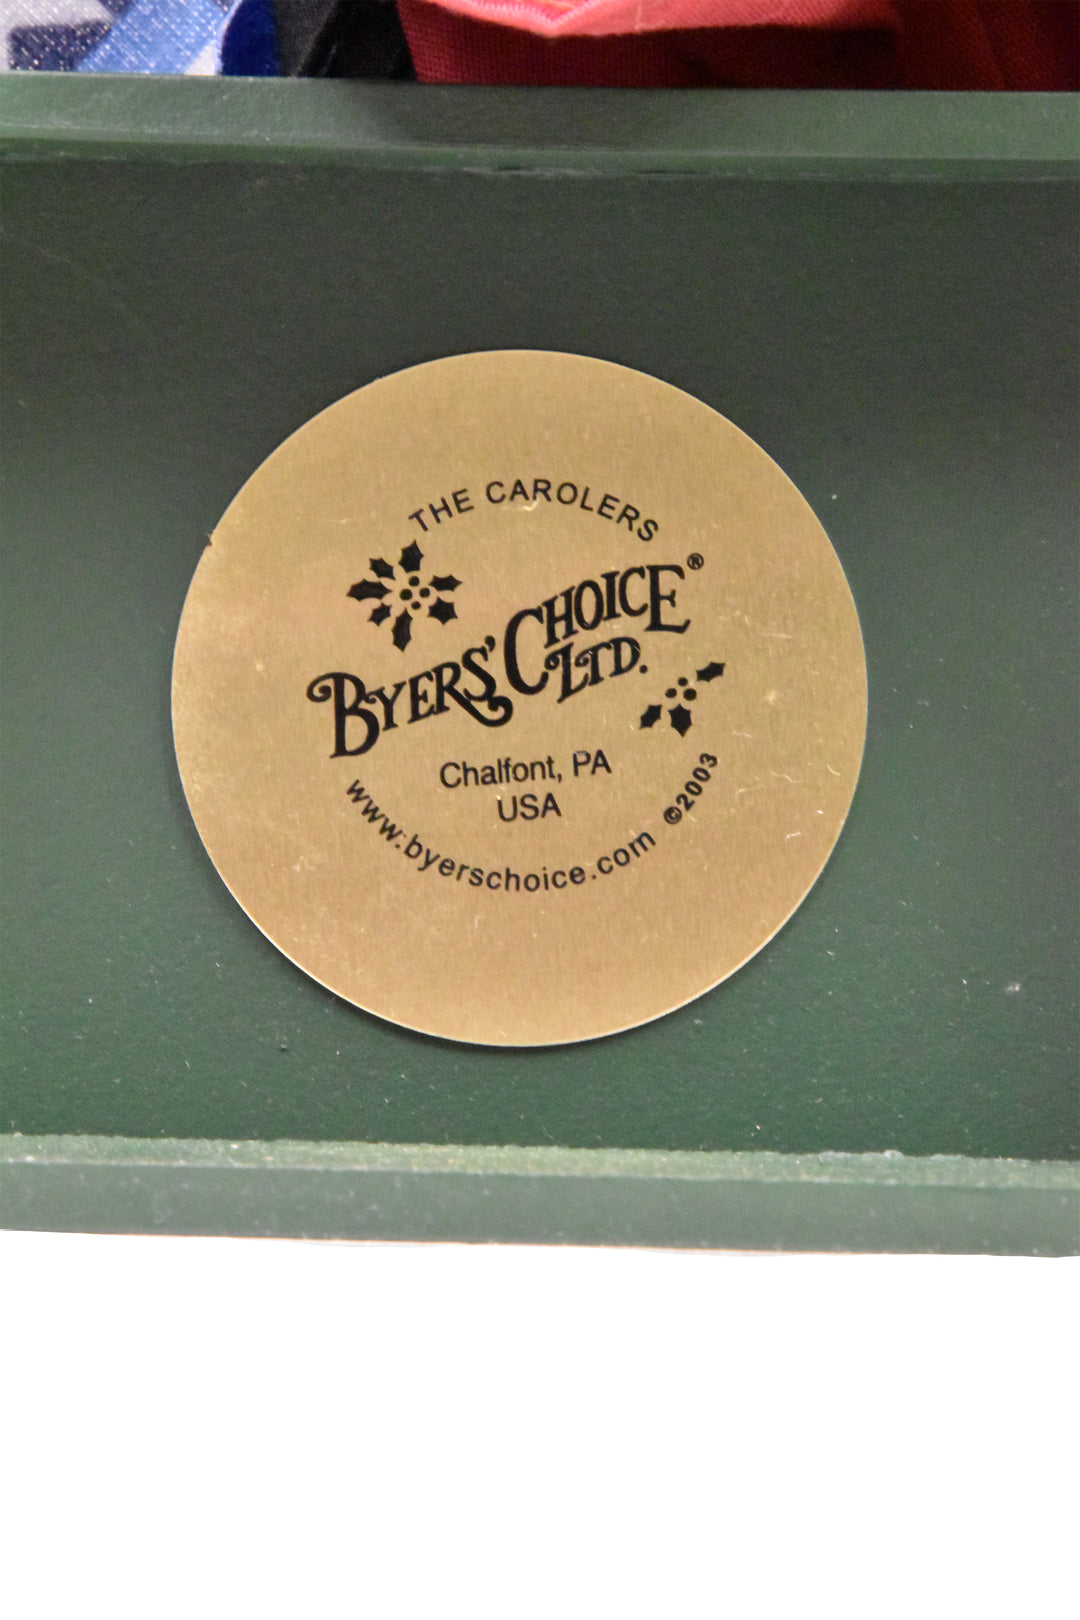 THE CAROLERS
BYERS' CHOICE®
LTD.
Chalfont, PA
USA
www.byerschoice.com ©2003